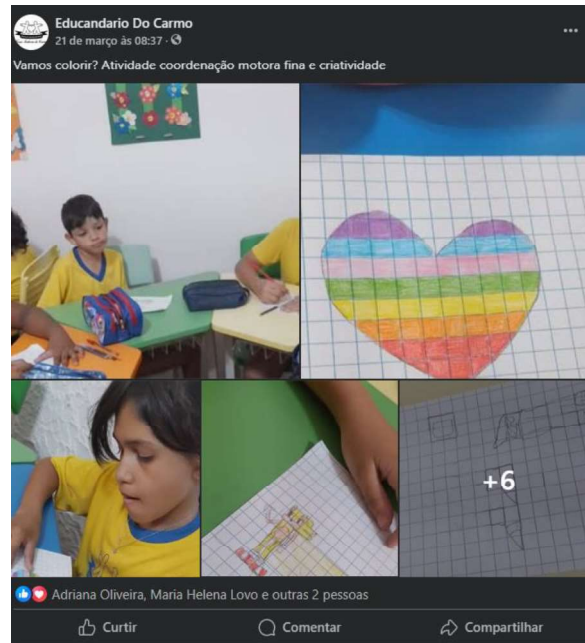 Educandario Do Carmo
21 de março às 08:37 ·
Vamos colorir? Atividade coordenação motora fina e criatividade
+6
Adriana Oliveira, Maria Helena Lovo e outras 2 pessoas
Curtir
Comentar
Compartilhar